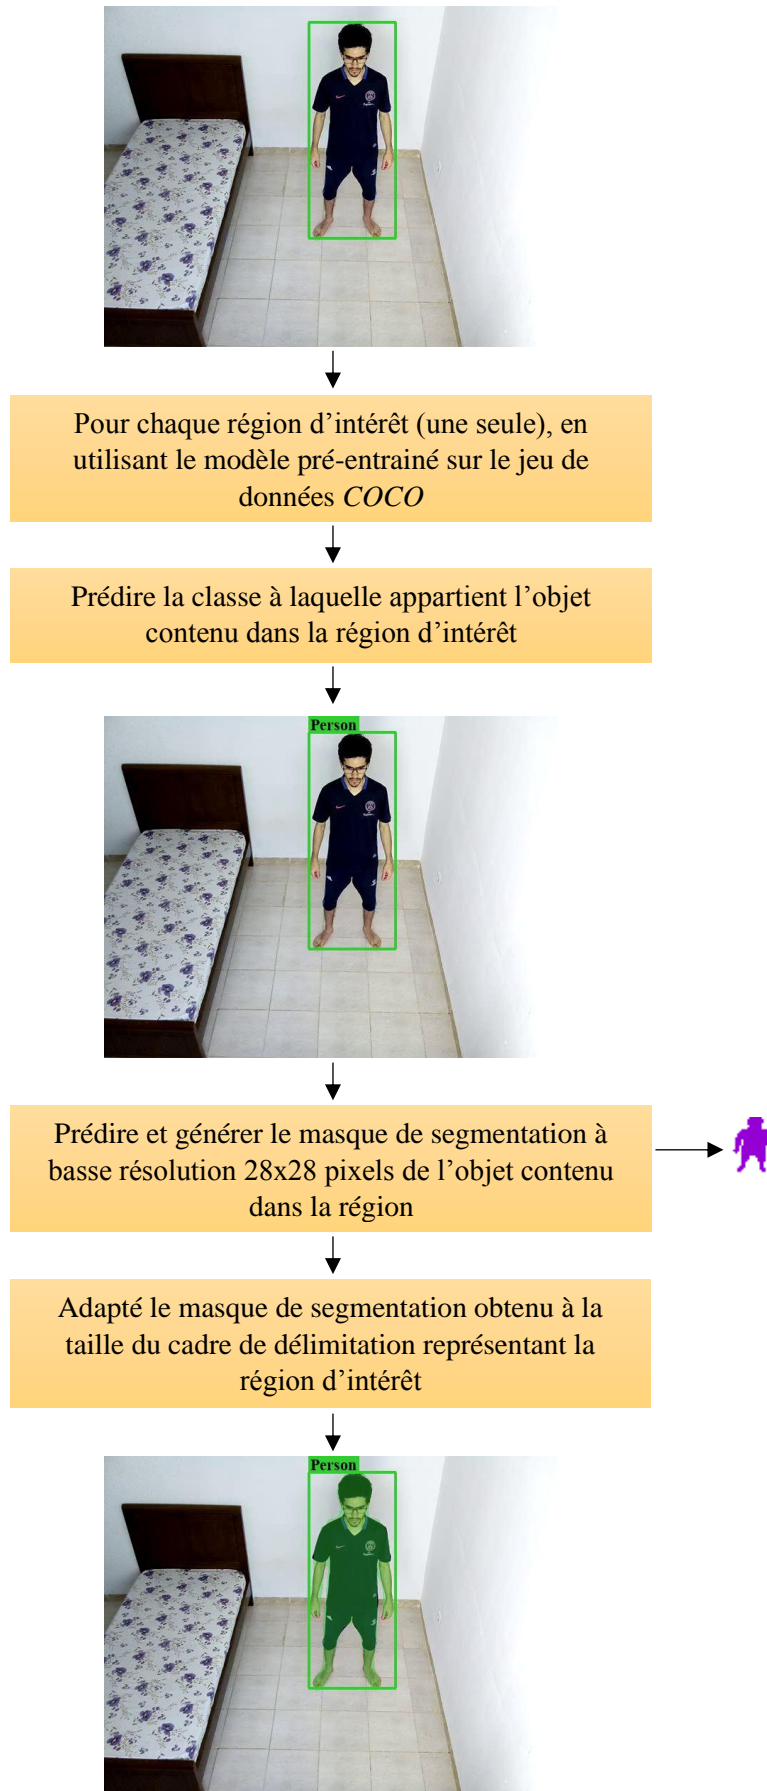 Pour chaque région d’intérêt (une seule), en
utilisant le modèle pré-entrainé sur le jeu de
données COCO
Prédire la classe à laquelle appartient l’objet
contenu dans la région d’intérêt
Person
Prédire et générer le masque de segmentation à
basse résolution 28x28 pixels de l’objet contenu
dans la région
Adapté le masque de segmentation obtenu à la
taille du cadre de délimitation représentant la
région d’intérêt
Person